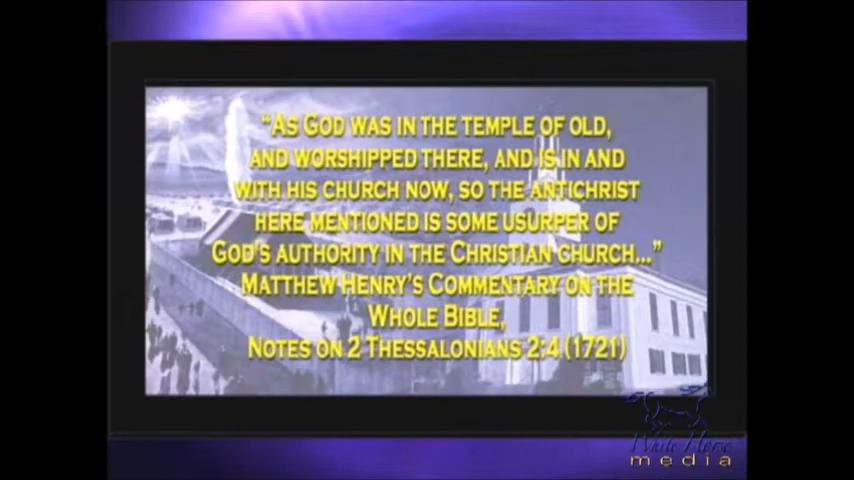 “As God was in the temple of old,
and worshipped there, and is in and
with his church now, so the antichrist
here mentioned is some usurper of
God’s authority in the Christian church...”
Matthew Henry’s Commentary on the
Whole Bible,
Notes on 2 Thessalonians 2:4 (1721)
White Horse
media